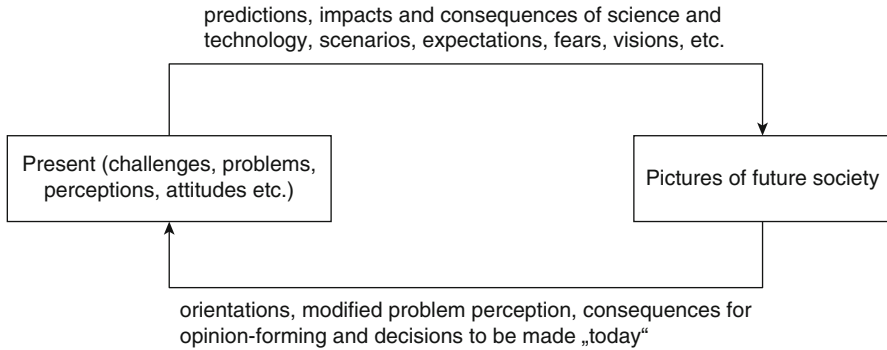 predictions, impacts and consequences of science and
technology, scenarios, expectations, fears, visions, etc.
Present (challenges, problems,
perceptions, attitudes etc.)
Pictures of future society
orientations, modified problem perception, consequences for
opinion-forming and decisions to be made „today“